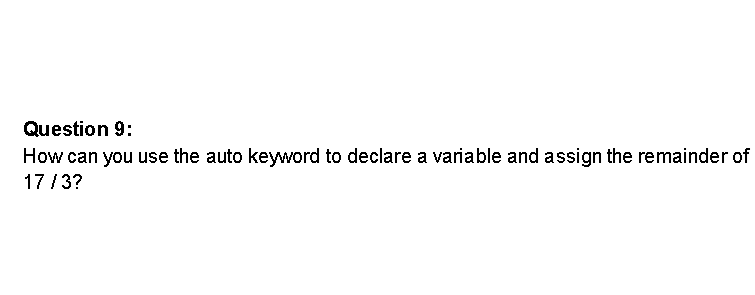 Question 9:
How can you use the auto keyword to declare a variable and assign the remainder of
17 / 3?